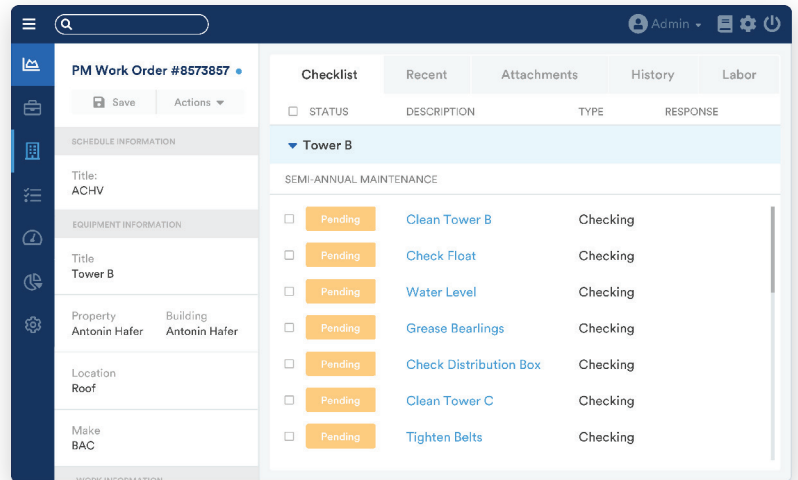 Admin
PM Work Order #8573857
Save
Actions
SCHEDULE INFORMATION
Title:
ACHV
EQUIPMENT INFORMATION
Title
Tower B
Property Building
Antonin Hafer Antonin Hafer
Location
Roof
Make
BAC
WORK INFORMATION
Checklist Recent Attachments History Labor
STATUS DESCRIPTION TYPE RESPONSE
Tower B
SEMI-ANNUAL MAINTENANCE
Pending Clean Tower B Checking
Pending Check Float Checking
Pending Water Level Checking
Pending Grease Bearlings Checking
Pending Check Distribution Box Checking
Pending Clean Tower C Checking
Pending Tighten Belts Checking